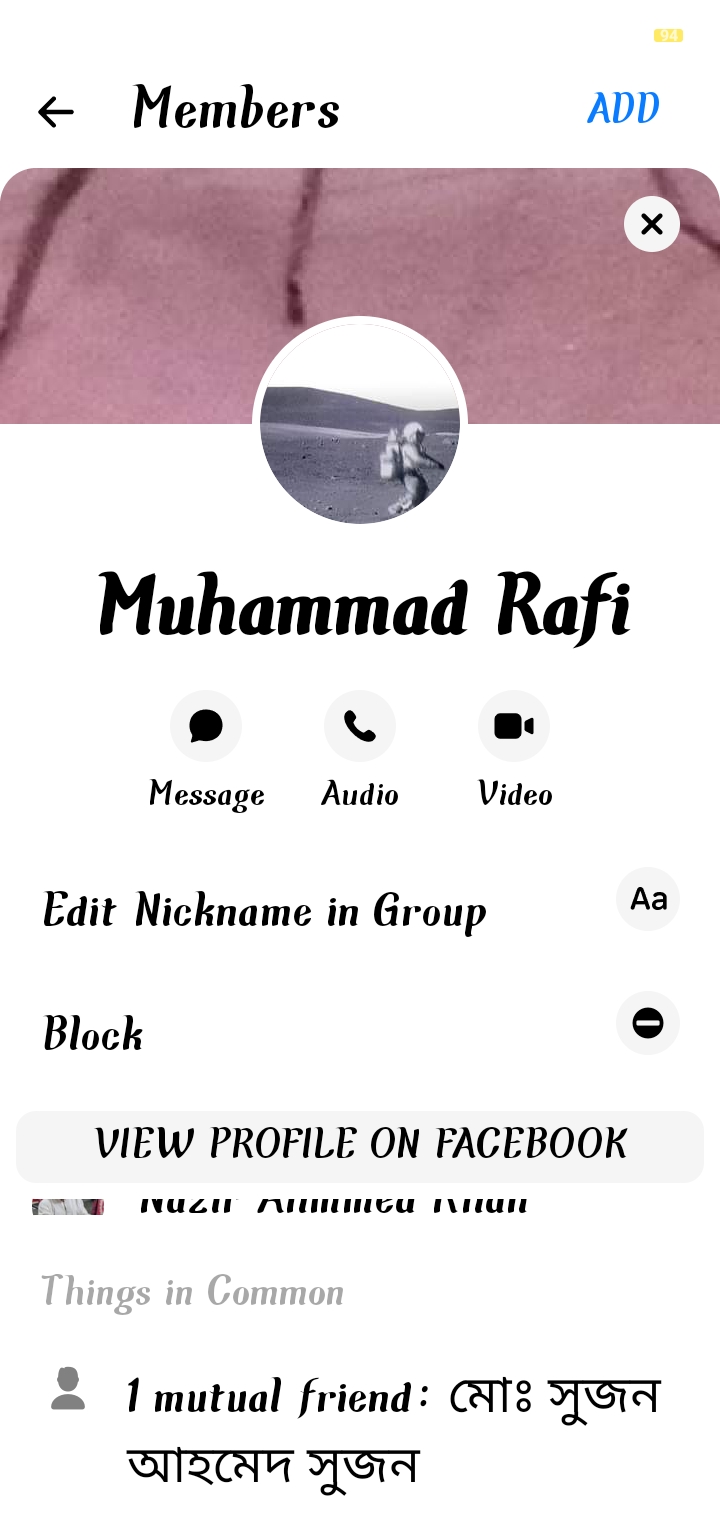 94
Members
ADD
Muhammad Rafi
Message
Audio
Video
Edit Nickname in Group
Aa
Block
VIEW PROFILE ON FACEBOOK
Khan
Things in Common
1 mutual friend: মোঃ সুজন
আহমেদ সুজন